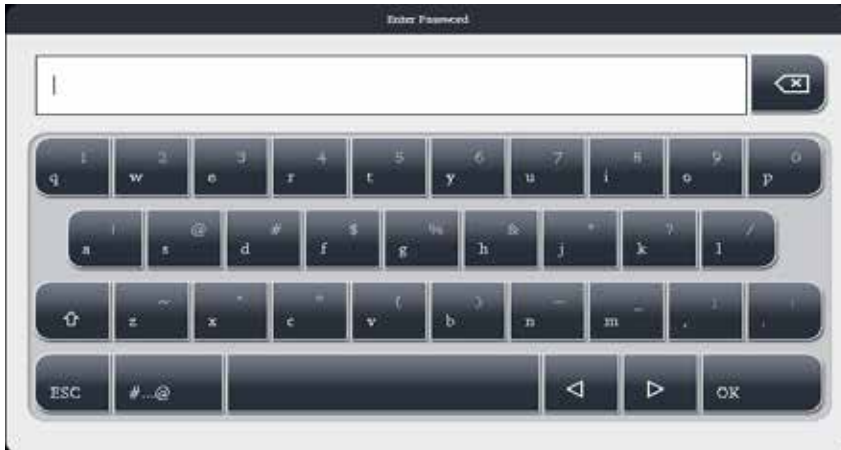 Enter Password
1 2 3 4 5 6 7 8 9 0
q w e r t y u i o p
! @ # $ % & * ? /
a s d f g h j k l
~ ( ) _
z x c v b n m
ESC #...@ OK